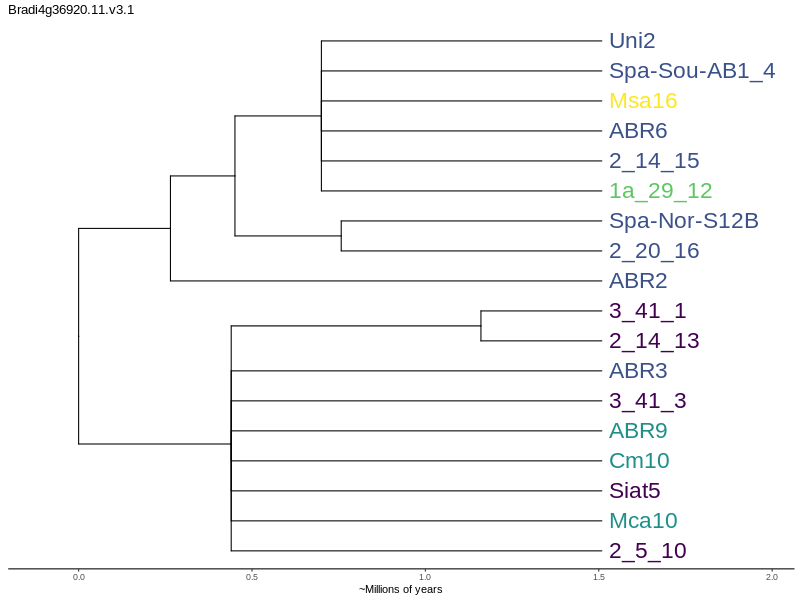 Bradi4g36920.11.v3.1
Uni2
Spa-Sou-AB1_4
Msa16
ABR6
2_14_15
1a_29_12
Spa-Nor-S12B
2_20_16
ABR2
3_41_1
2_14_13
ABR3
3_41_3
ABR9
Cm10
Siat5
Mca10
2_5_10
0.0 0.5 1.0 1.5 2.0
~Millions of years